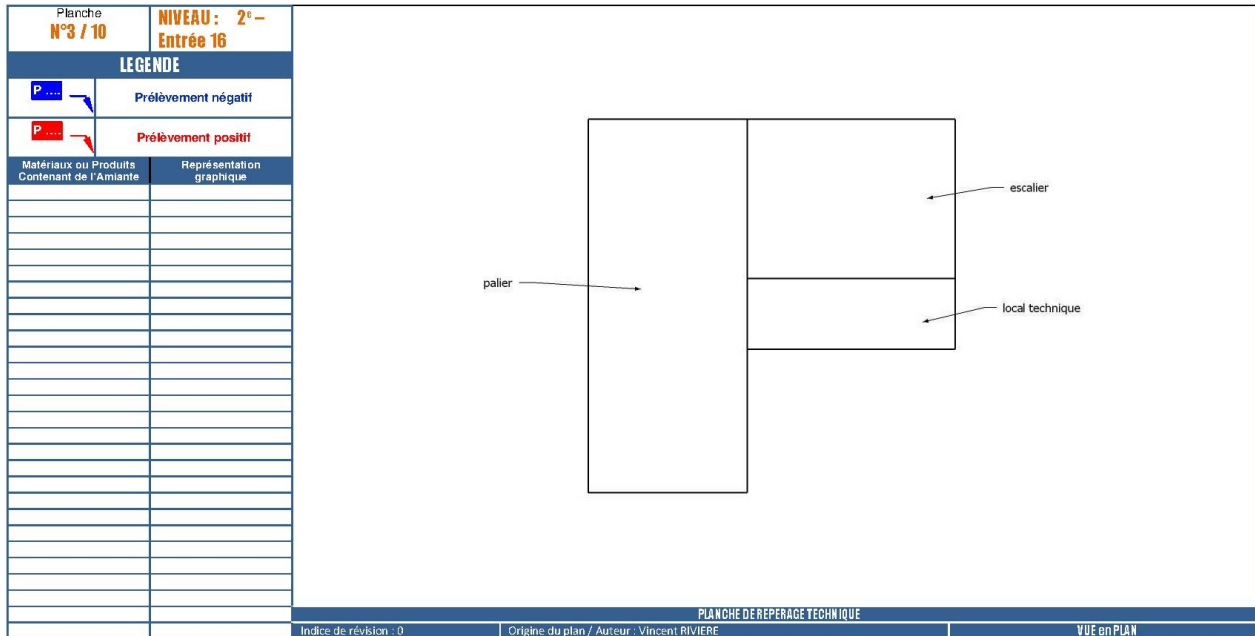 Planche
N°3 / 10
NIVEAU : 2e –
Entrée 16
LEGENDE
P ....
Prélèvement négatif
P ....
Prélèvement positif
Matériaux ou Produits
Contenant de l'Amiante
Représentation
graphique
escalier
palier
local technique
PLANCHE DE REPERAGE TECHNIQUE
Indice de révision : 0
Origine du plan / Auteur : Vincent RIVIERE
VUE en PLAN